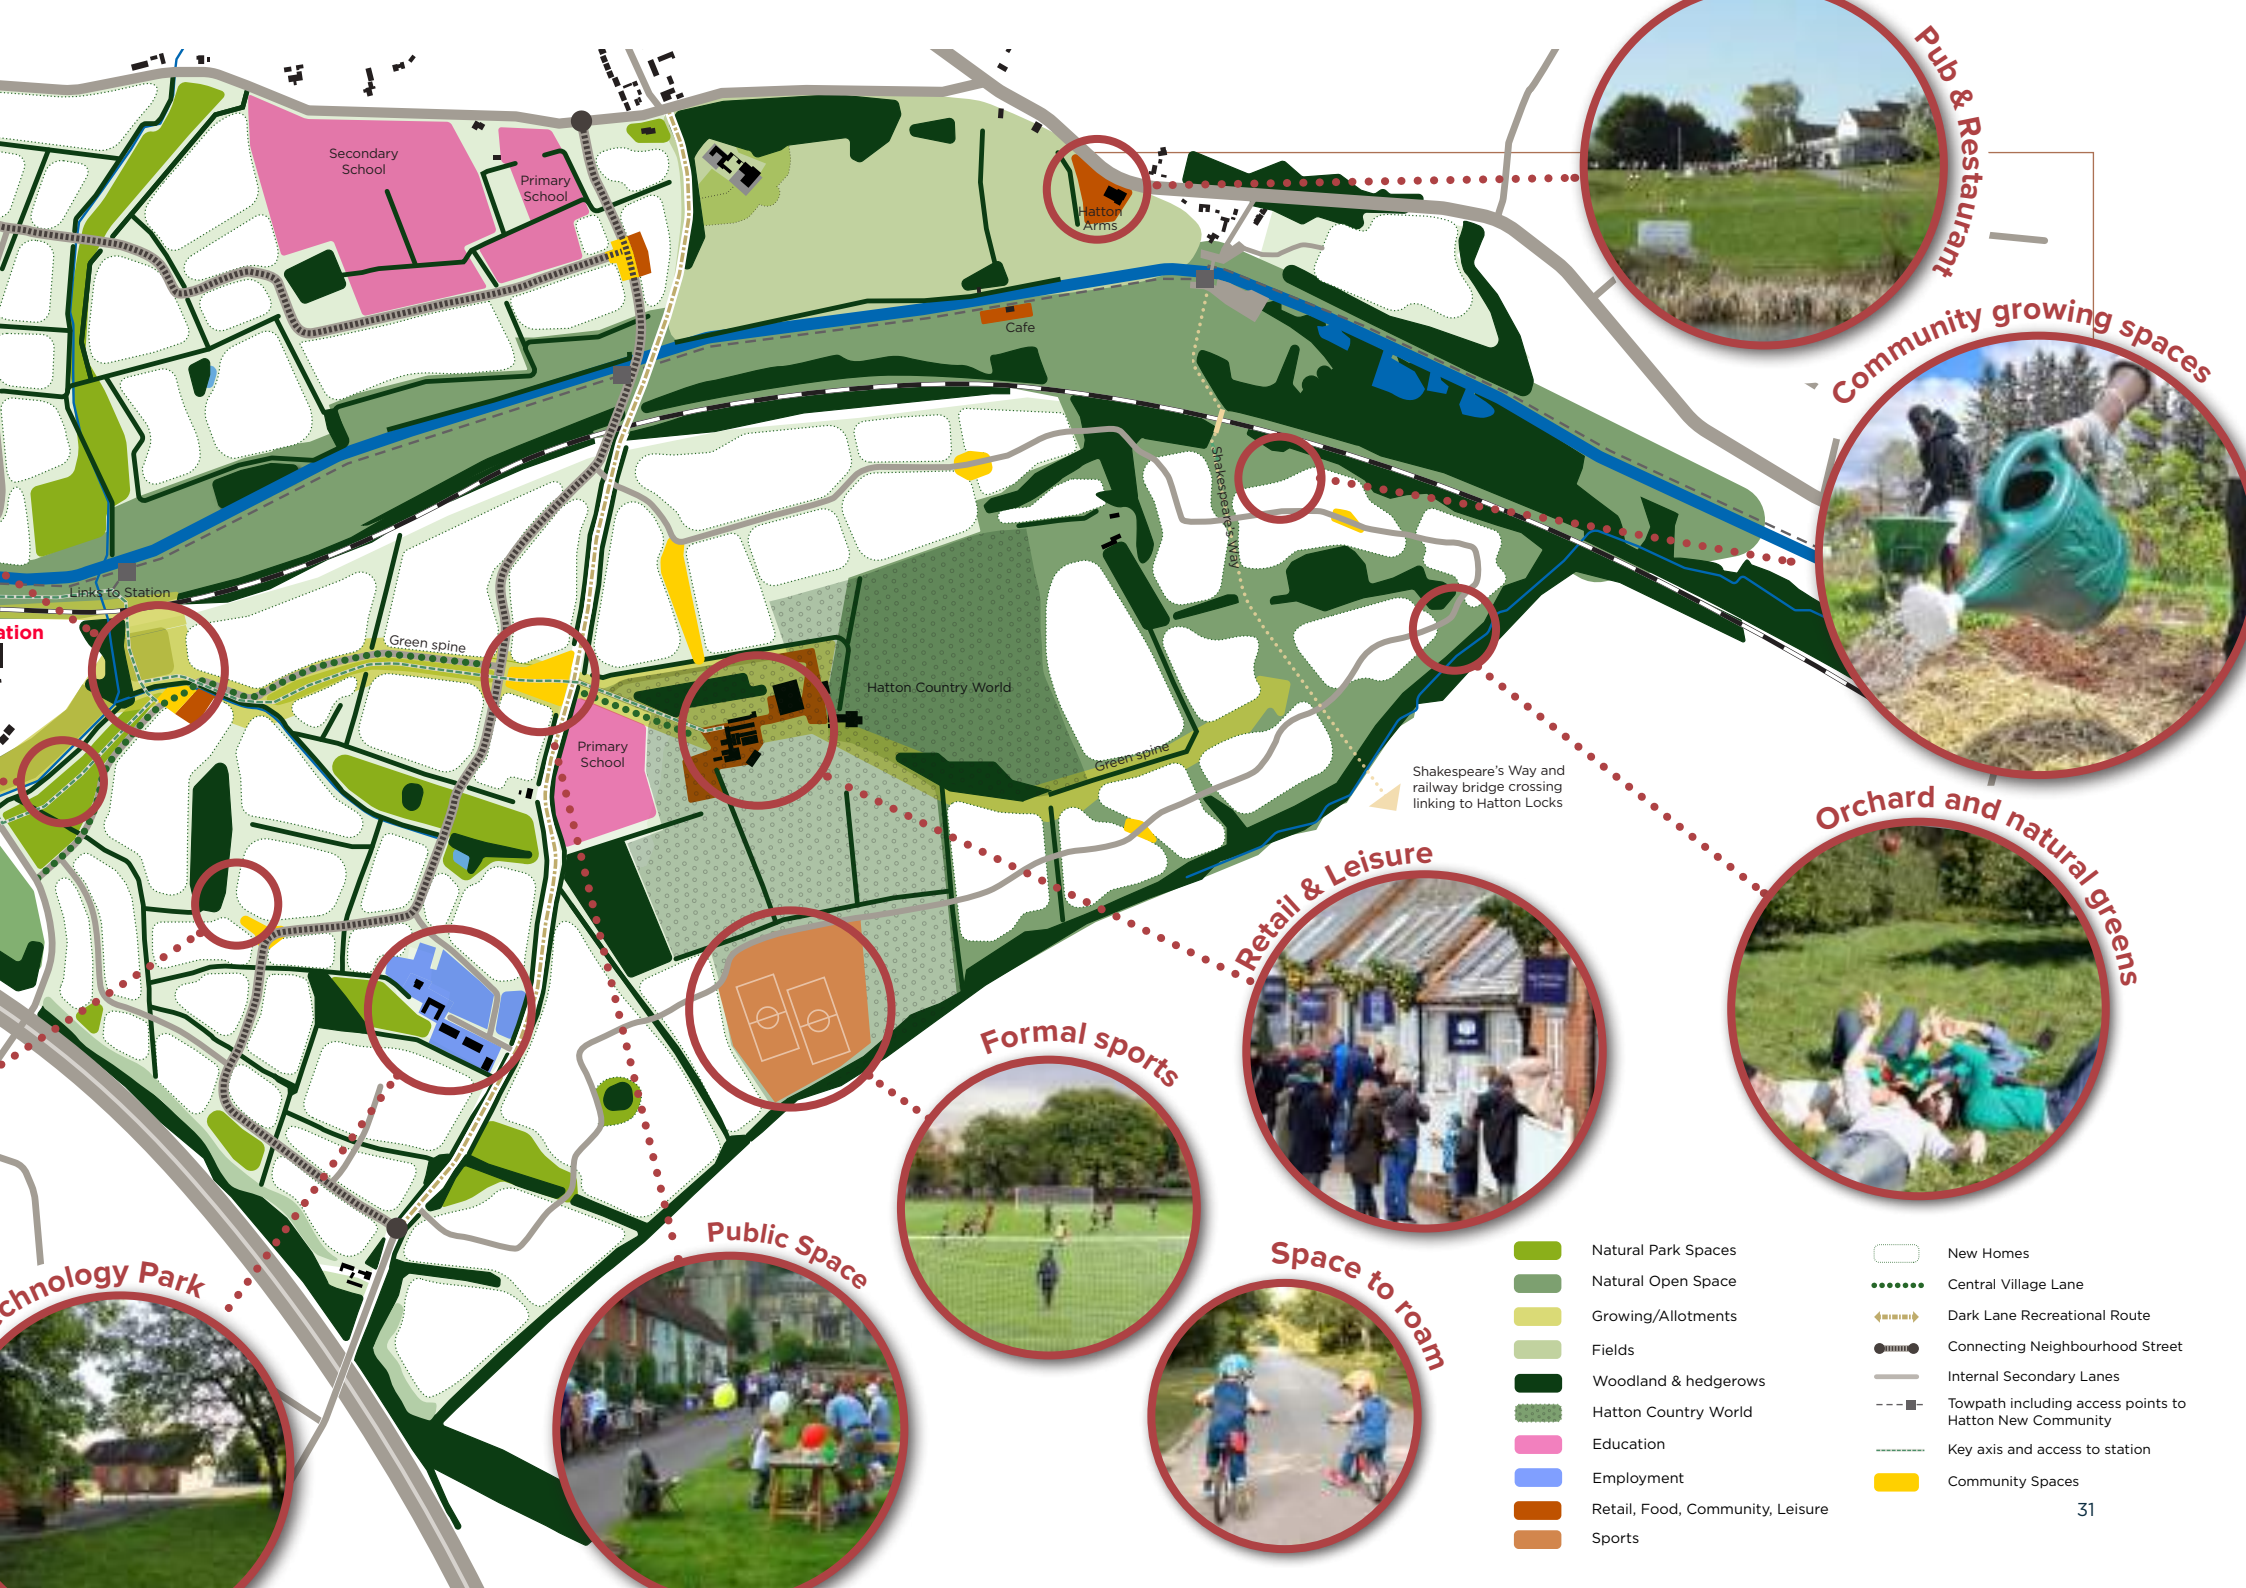 Pub & Restaurant
Secondary
School
Primary
School
Hatton
Arms
Cafe
Community growing spaces
Shakespeare's Way
Links to Station
ation
Green spine
Hatton Country World
Primary
School
Green spine
Shakespeare's Way and
railway bridge crossing
linking to Hatton Locks
Orchard and natural greens
Retail & Leisure
Formal sports
Public Space
Space to roam
chnology Park
Natural Park Spaces
Natural Open Space
Growing/Allotments
Fields
Woodland & hedgerows
Hatton Country World
Education
Employment
Retail, Food, Community, Leisure
Sports
New Homes
Central Village Lane
Dark Lane Recreational Route
Connecting Neighbourhood Street
Internal Secondary Lanes
Towpath including access points to
Hatton New Community
Key axis and access to station
Community Spaces
31